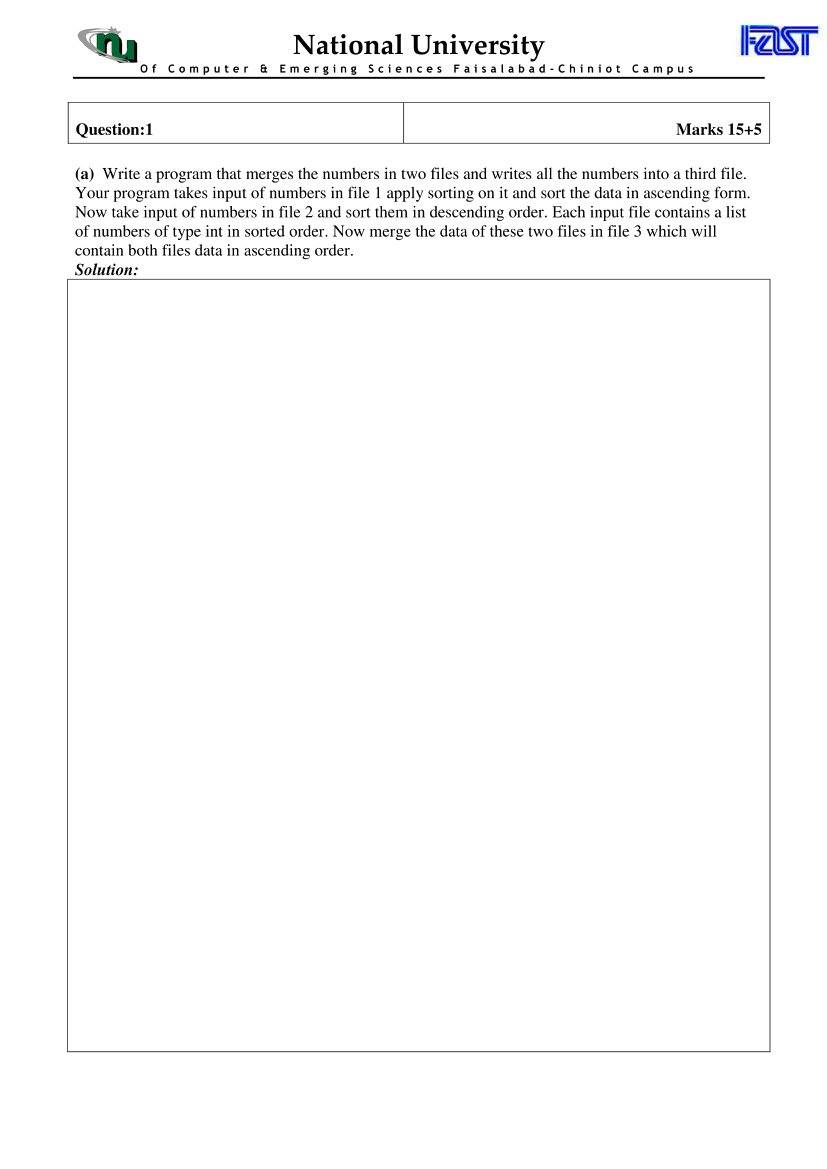 nu
National University
FAST
Of Computer & Emerging Sciences Faisalabad-Chiniot Campus
Question:1
Marks 15+5
(a) Write a program that merges the numbers in two files and writes all the numbers into a third file.
Your program takes input of numbers in file 1 apply sorting on it and sort the data in ascending form.
Now take input of numbers in file 2 and sort them in descending order. Each input file contains a list
of numbers of type int in sorted order. Now merge the data of these two files in file 3 which will
contain both files data in ascending order.
Solution: